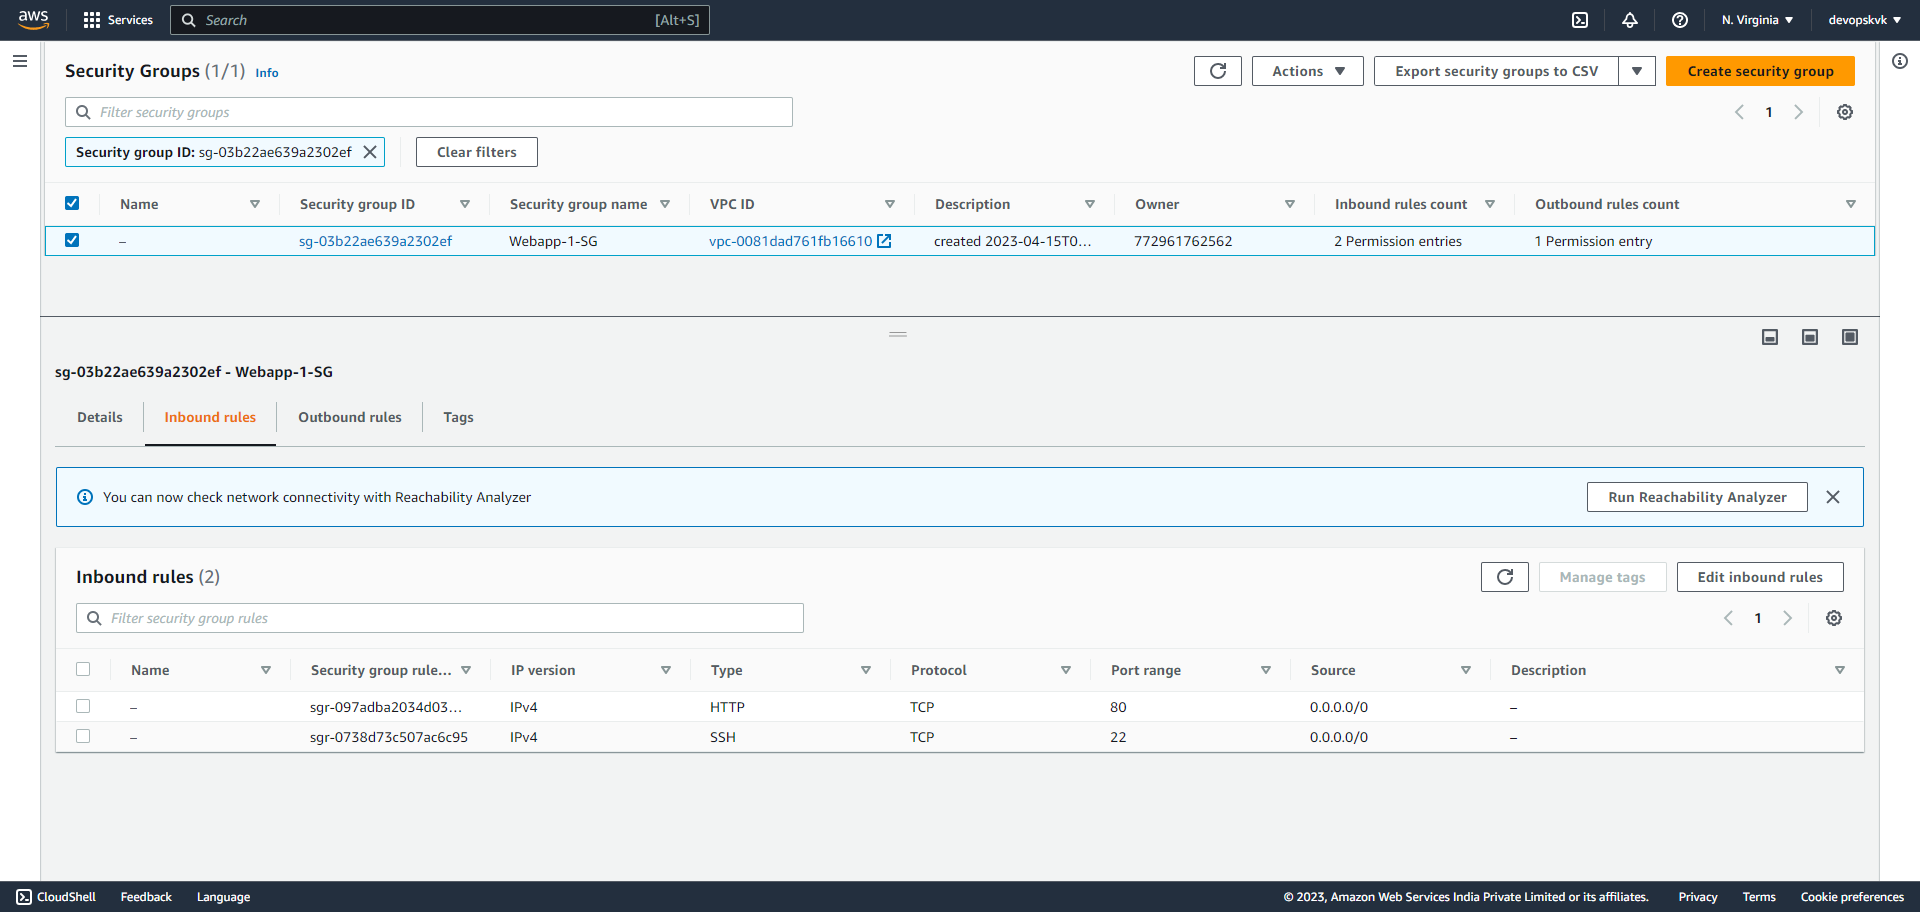 aws Services Search [Alt+S] N. Virginia devopskvk
Security Groups (1/1) Info Actions Export security groups to CSV Create security group
Filter security groups 1
Security group ID: sg-03b22ae639a2302ef Clear filters
Name Security group ID Security group name VPC ID Description Owner Inbound rules count Outbound rules count
– sg-03b22ae639a2302ef Webapp-1-SG vpc-0081dad761fb16610 created 2023-04-15T0... 772961762562 2 Permission entries 1 Permission entry
sg-03b22ae639a2302ef - Webapp-1-SG
Details Inbound rules Outbound rules Tags
You can now check network connectivity with Reachability Analyzer Run Reachability Analyzer
Inbound rules (2) Manage tags Edit inbound rules
Filter security group rules 1
Name Security group rule... IP version Type Protocol Port range Source Description
– sgr-097adba2034d03... IPv4 HTTP TCP 80 0.0.0.0/0 –
– sgr-0738d73c507ac6c95 IPv4 SSH TCP 22 0.0.0.0/0 –
CloudShell Feedback Language © 2023, Amazon Web Services India Private Limited or its affiliates. Privacy Terms Cookie preferences